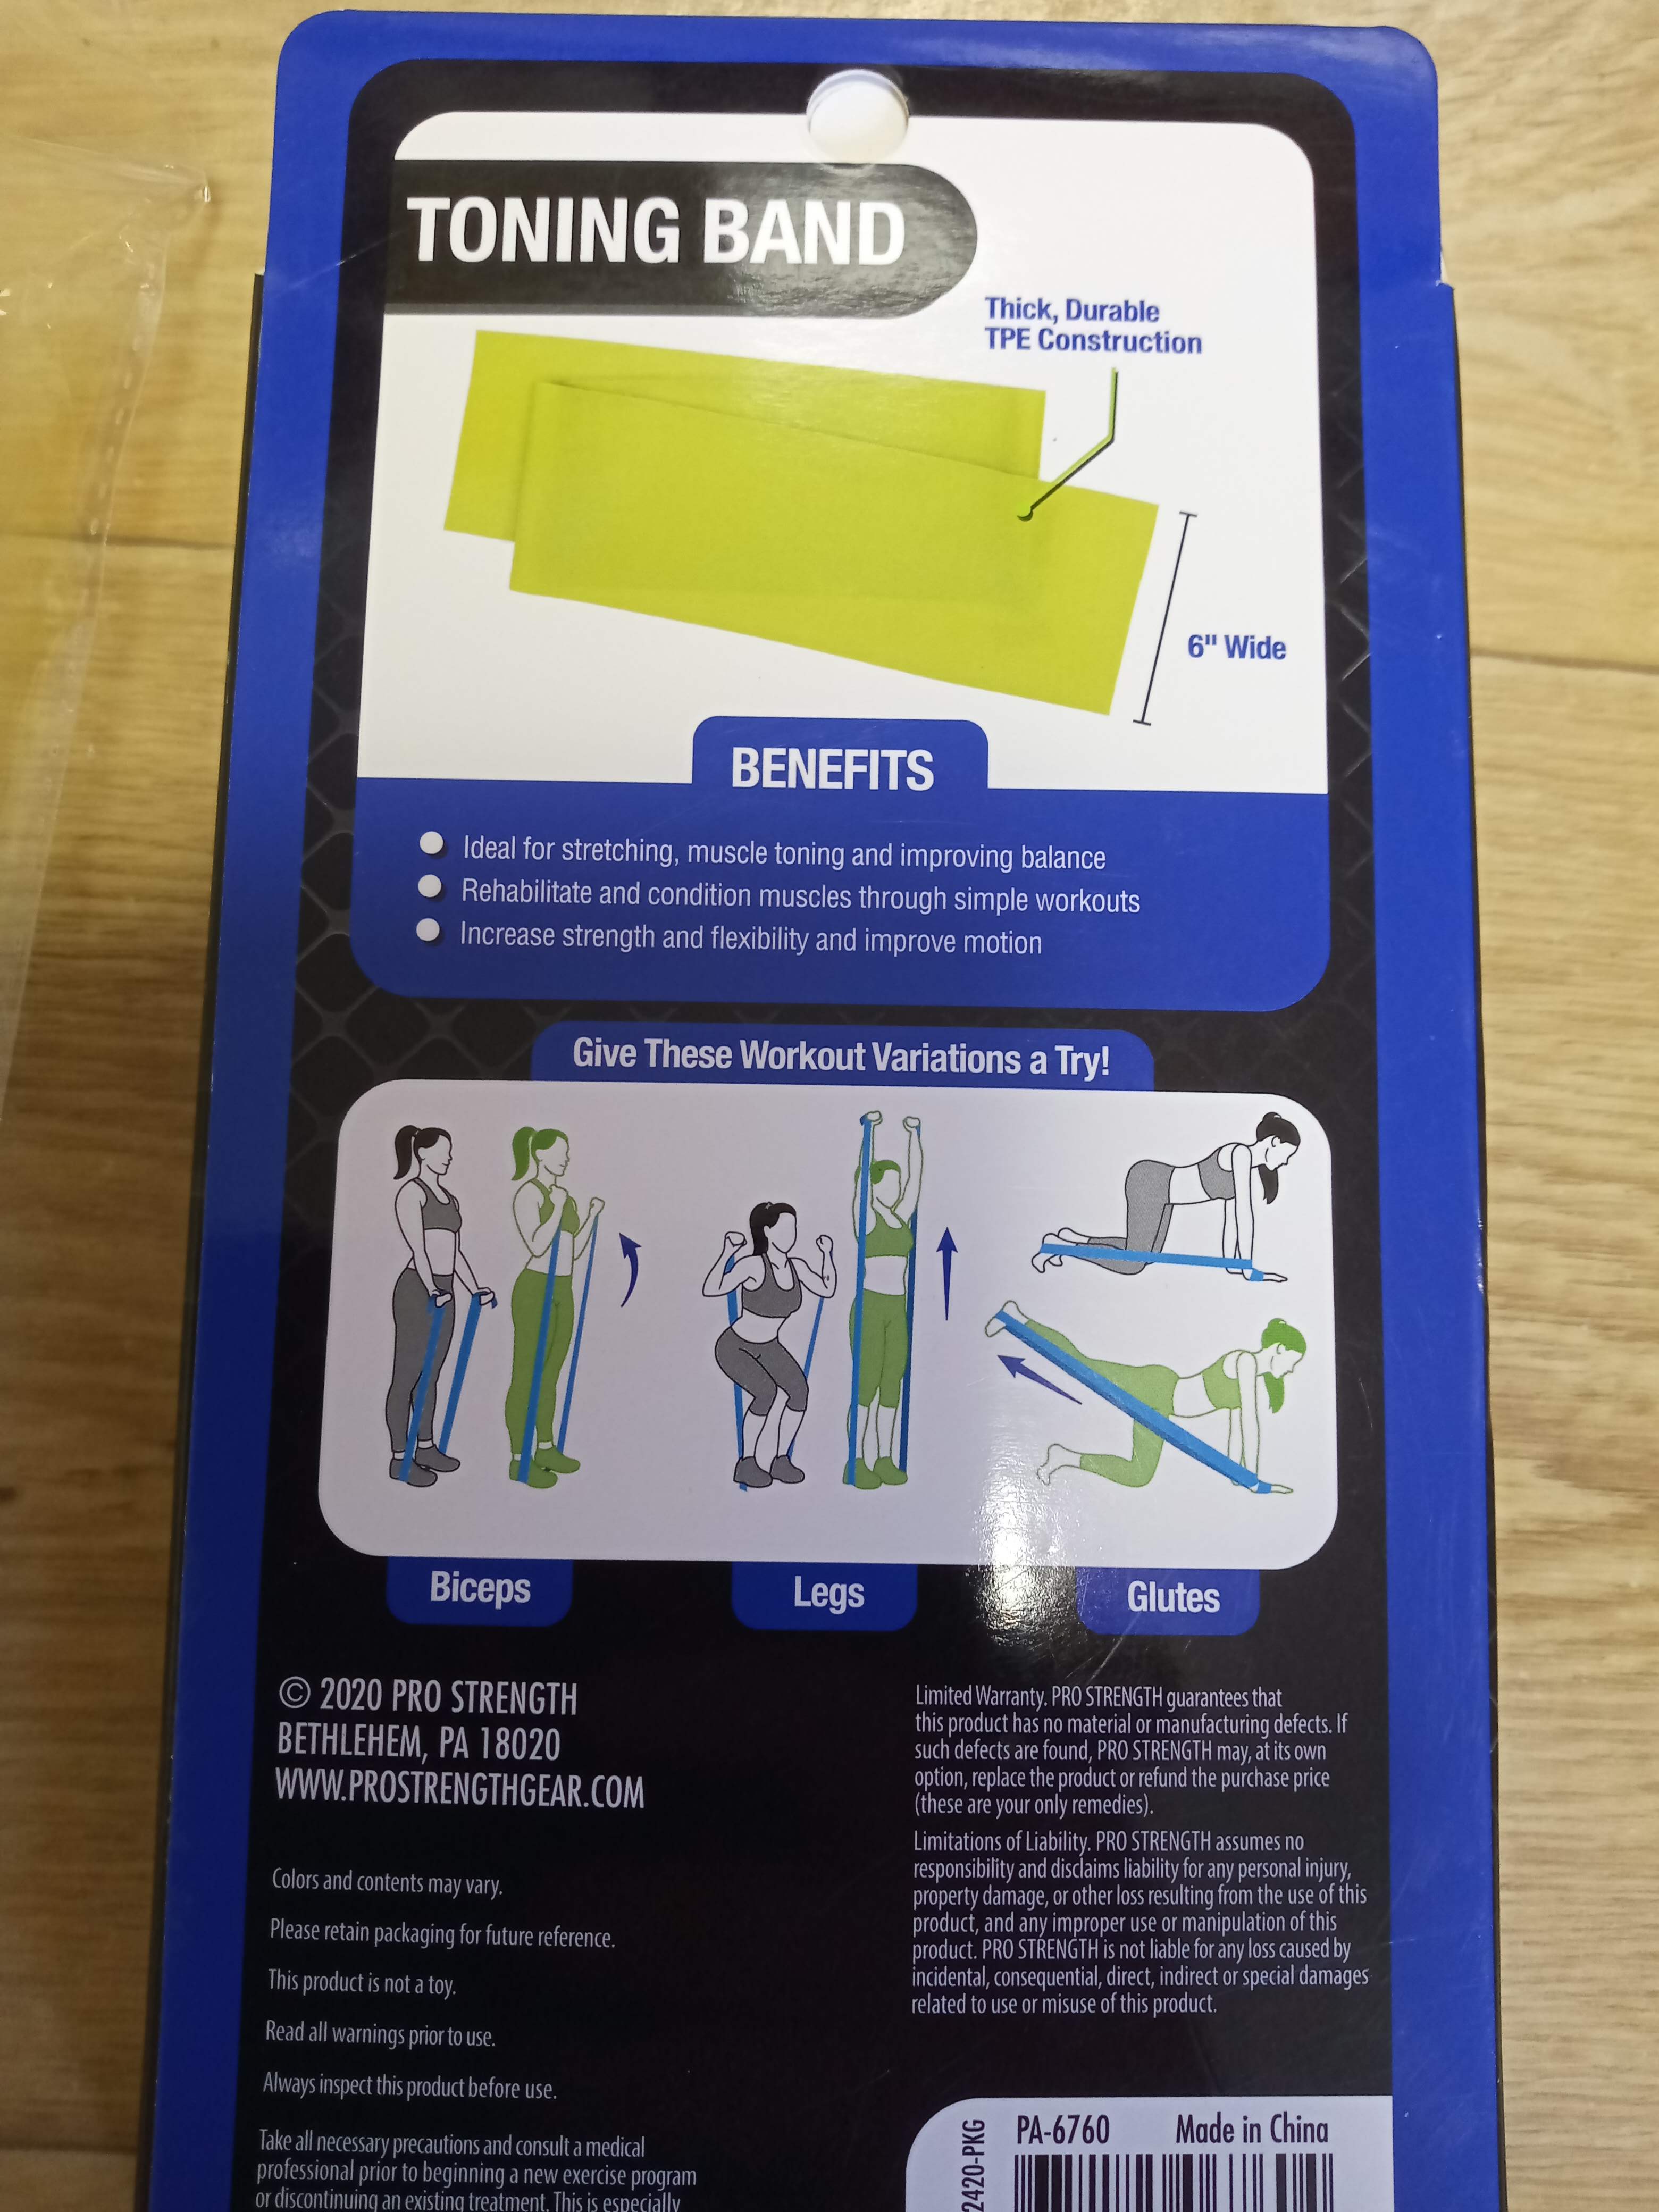 TONING BAND
Thick, Durable
TPE Construction
6" Wide
BENEFITS
Ideal for stretching, muscle toning and improving balance
Rehabilitate and condition muscles through simple workouts
Increase strength and flexibility and improve motion
Give These Workout Variations a Try!
Biceps
Legs
Glutes
© 2020 PRO STRENGTH
BETHLEHEM, PA 18020
WWW.PROSTRENGTHGEAR.COM
Colors and contents may vary.
Please retain packaging for future reference.
This product is not a toy.
Read all warnings prior to use.
Always inspect this product before use.
Take all necessary precautions and consult a medical
professional prior to beginning a new exercise program
or discontinuing an existing treatment. This is especially
Limited Warranty. PRO STRENGTH guarantees that
this product has no material or manufacturing defects. If
such defects are found, PRO STRENGTH may, at its own
option, replace the product or refund the purchase price
(these are your only remedies).
Limitations of Liability. PRO STRENGTH assumes no
responsibility and disclaims liability for any personal injury,
property damage, or other loss resulting from the use of this
product, and any improper use or manipulation of this
product. PRO STRENGTH is not liable for any loss caused by
incidental, consequential, direct, indirect or special damages
related to use or misuse of this product.
2420-PKG
PA-6760 Made in China